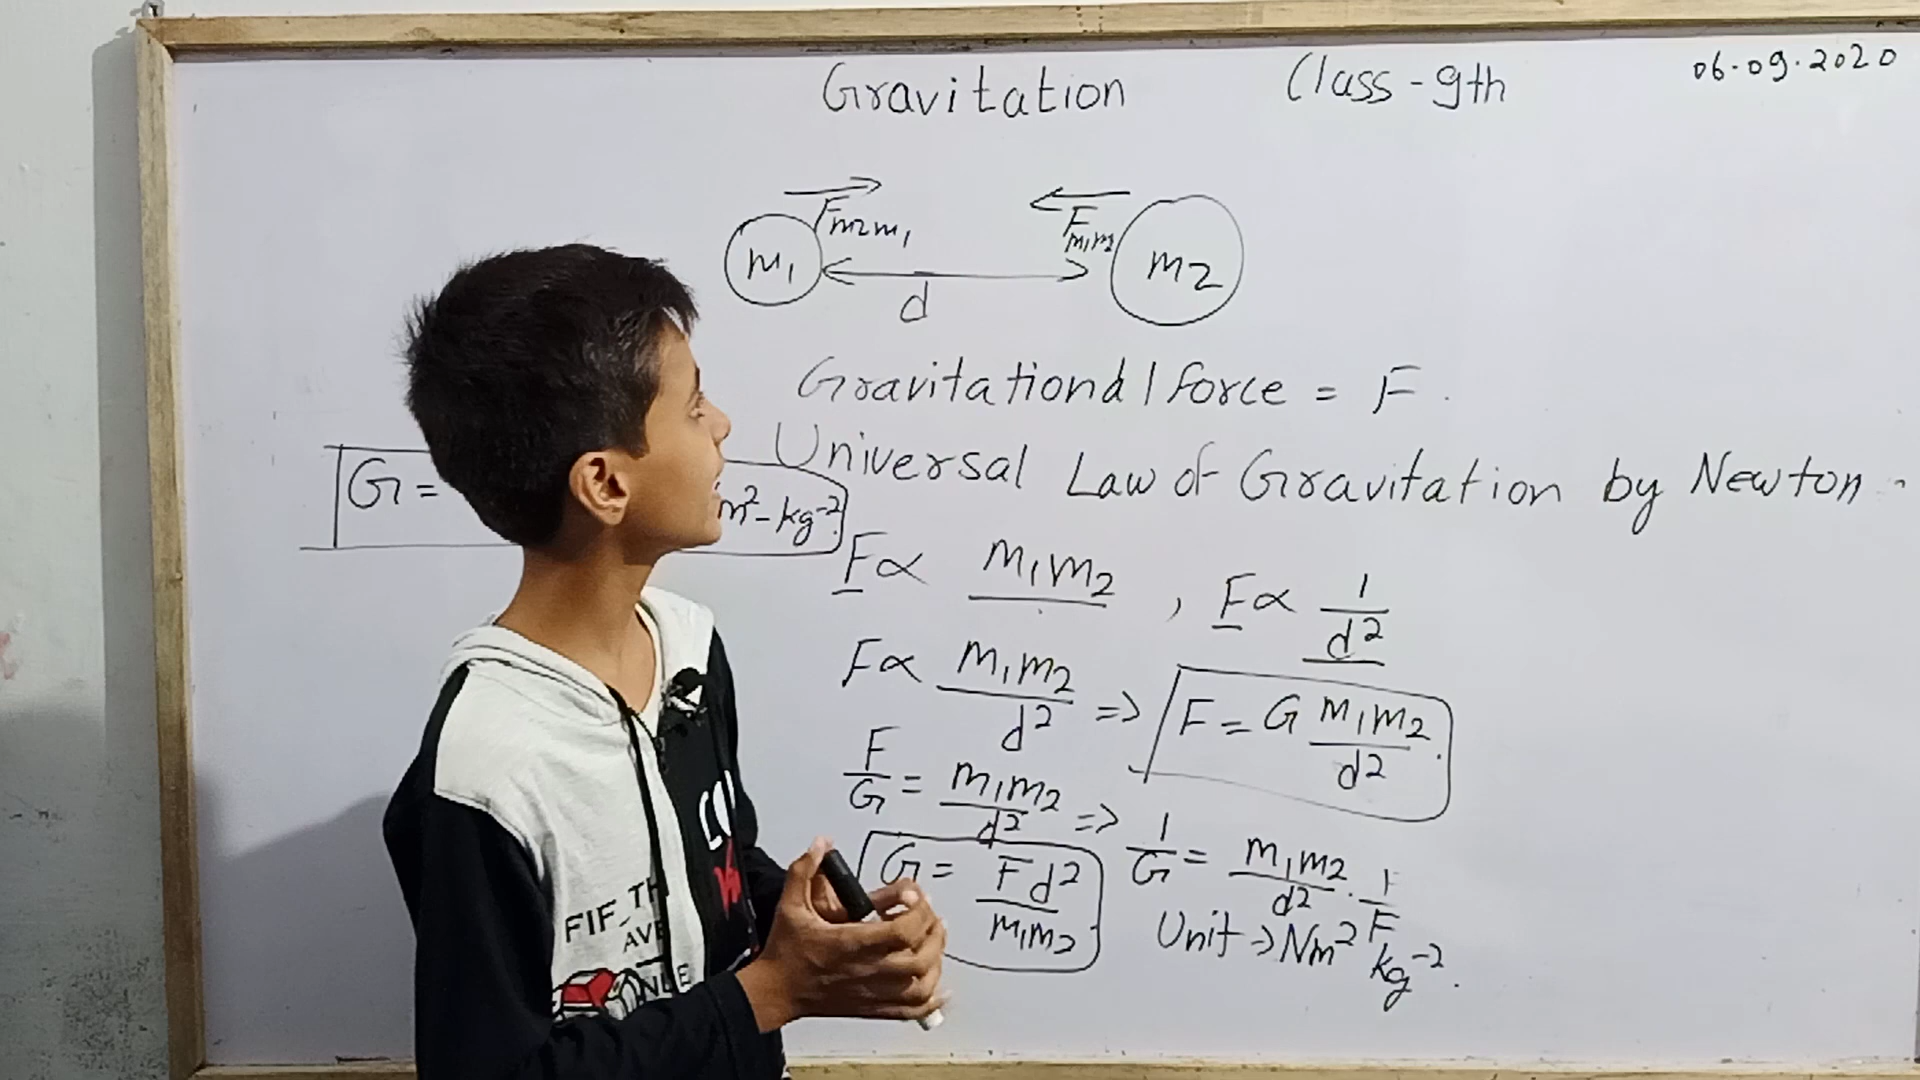 Gravitation Class-9th 06.09.2020
Fm2m1 Fm1m2
m1 m2
d
Gravitational Force = F.
Universal Law of Gravitation by Newton.
G = m²-kg⁻²
F∝ m1m2, F∝ 1/d²
F∝ m1m2/d² => F = G m1m2/d².
F/G = m1m2/d² => 1/G = m1m2/d² . 1/F
G = Fd²/m1m2
Unit → Nm² kg⁻².
FIF_TH
AVE